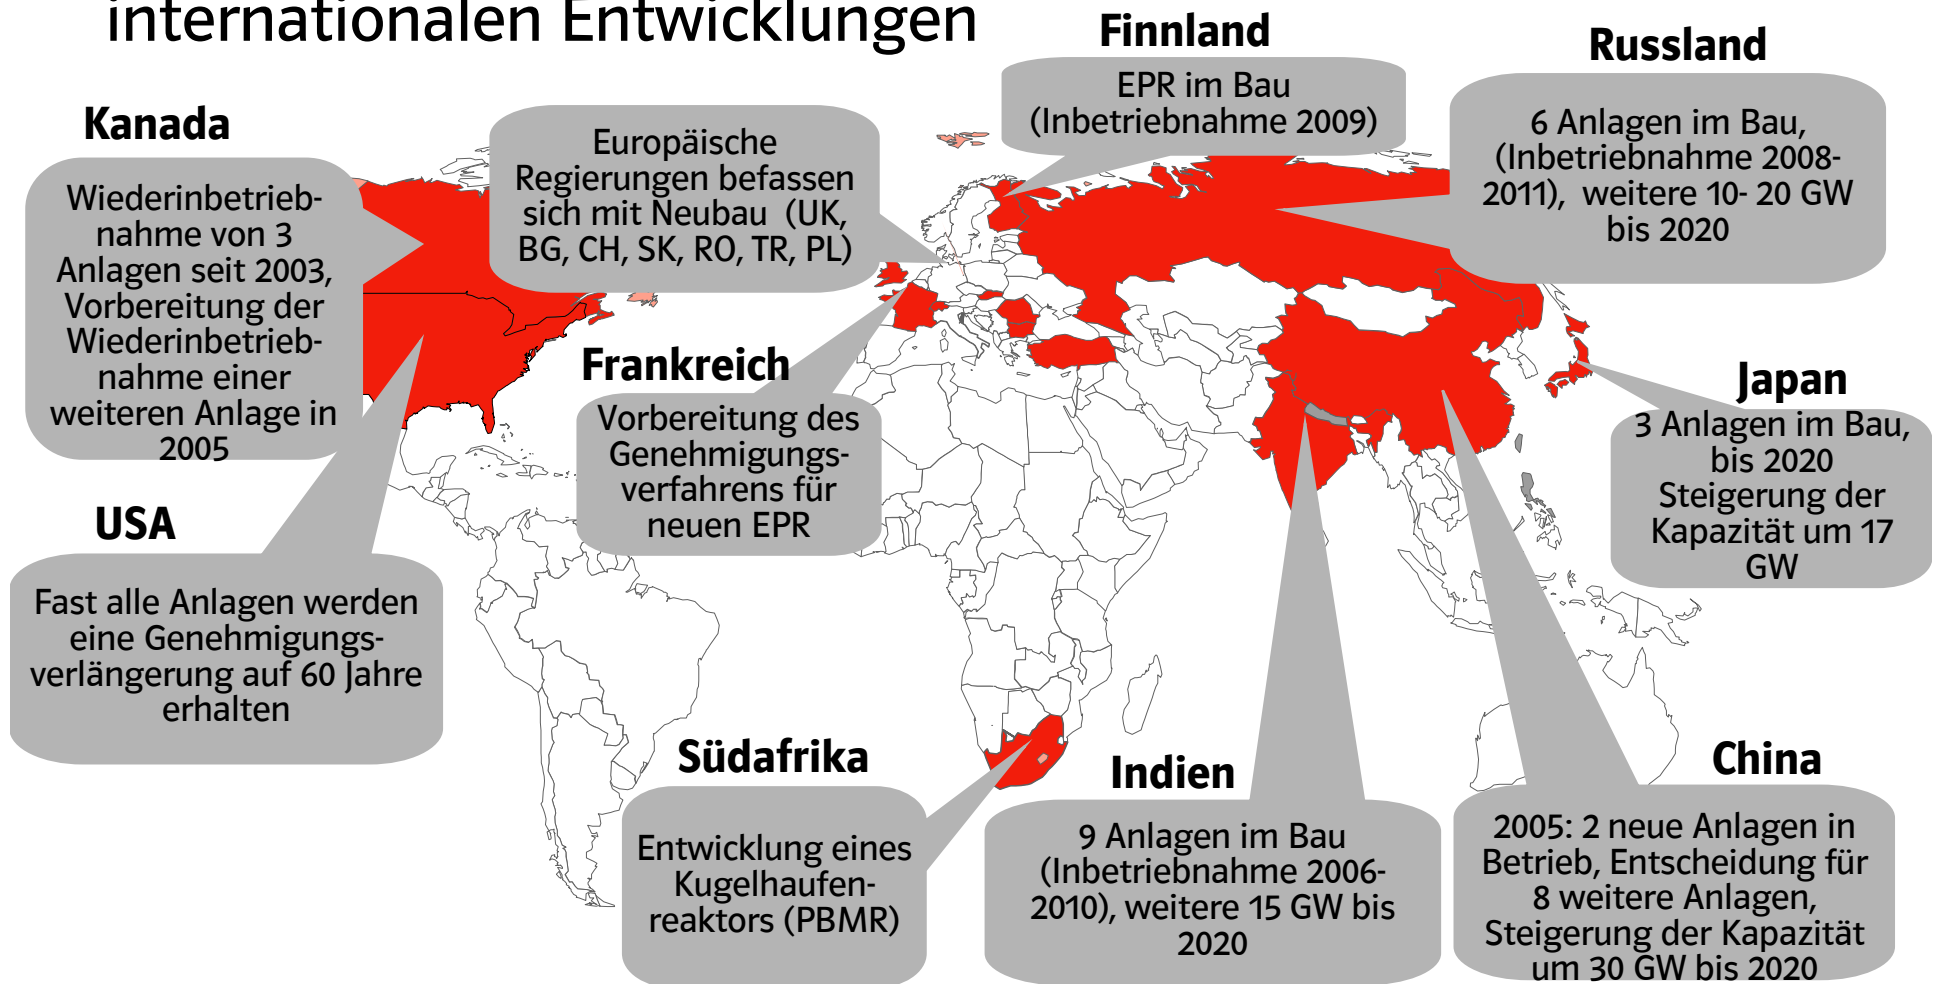 internationalen Entwicklungen
Finnland
EPR im Bau
(Inbetriebnahme 2009)
Russland
6 Anlagen im Bau,
(Inbetriebnahme 2008-
2011),  weitere 10- 20 GW
bis 2020
Kanada
Wiederinbetrieb-
nahme von 3
Anlagen seit 2003,
Vorbereitung der
Wiederinbetrieb-
nahme einer
weiteren Anlage in
2005
Europäische
Regierungen befassen
sich mit Neubau  (UK,
BG, CH, SK, RO, TR, PL)
Frankreich
Vorbereitung des
Genehmigungs-
verfahrens für
neuen EPR
Japan
3 Anlagen im Bau,
bis 2020
Steigerung der
Kapazität um 17
GW
USA
Fast alle Anlagen werden
eine Genehmigungs-
verlängerung auf 60 Jahre
erhalten
Südafrika
Entwicklung eines
Kugelhaufen-
reaktors (PBMR)
Indien
9 Anlagen im Bau
(Inbetriebnahme 2006-
2010), weitere 15 GW bis
2020
China
2005: 2 neue Anlagen in
Betrieb, Entscheidung für
8 weitere Anlagen,
Steigerung der Kapazität
um 30 GW bis 2020